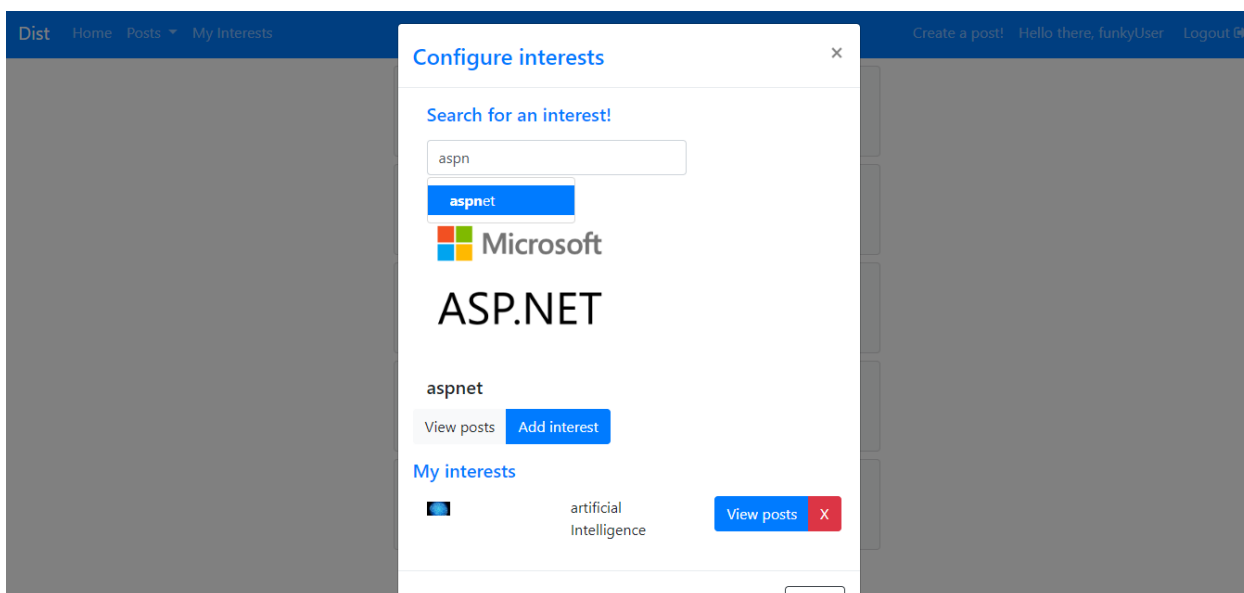 Dist Home Posts My Interests Create a post! Hello there, funkyUser Logout
Configure interests ×
Search for an interest!
aspn
aspnet
Microsoft
ASP.NET
aspnet
View posts Add interest
My interests
artificial View posts X
Intelligence